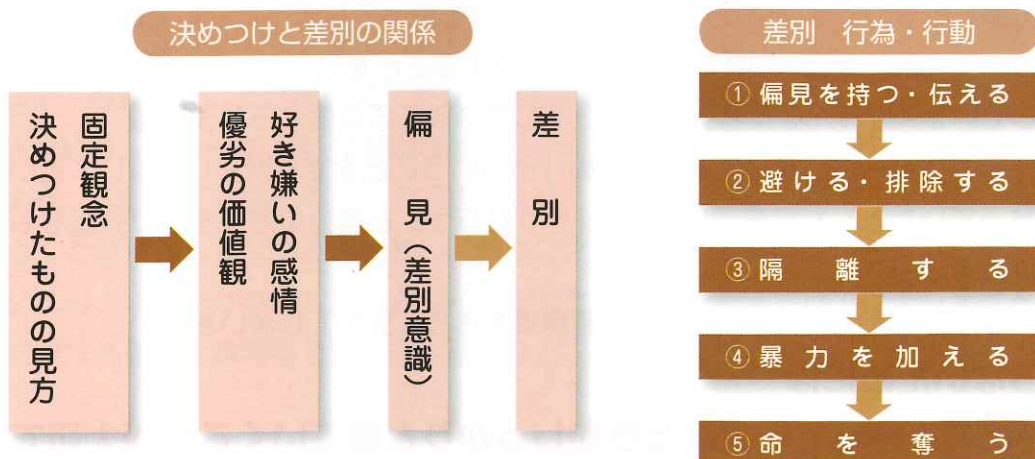 決めつけと差別の関係
固定観念
決めつけたものの見方
好き嫌いの感情
優劣の価値観
偏見（差別意識）
差別
差別 行為・行動
①偏見を持つ・伝える
②避ける・排除する
③隔離する
④暴力を加える
⑤命を奪う